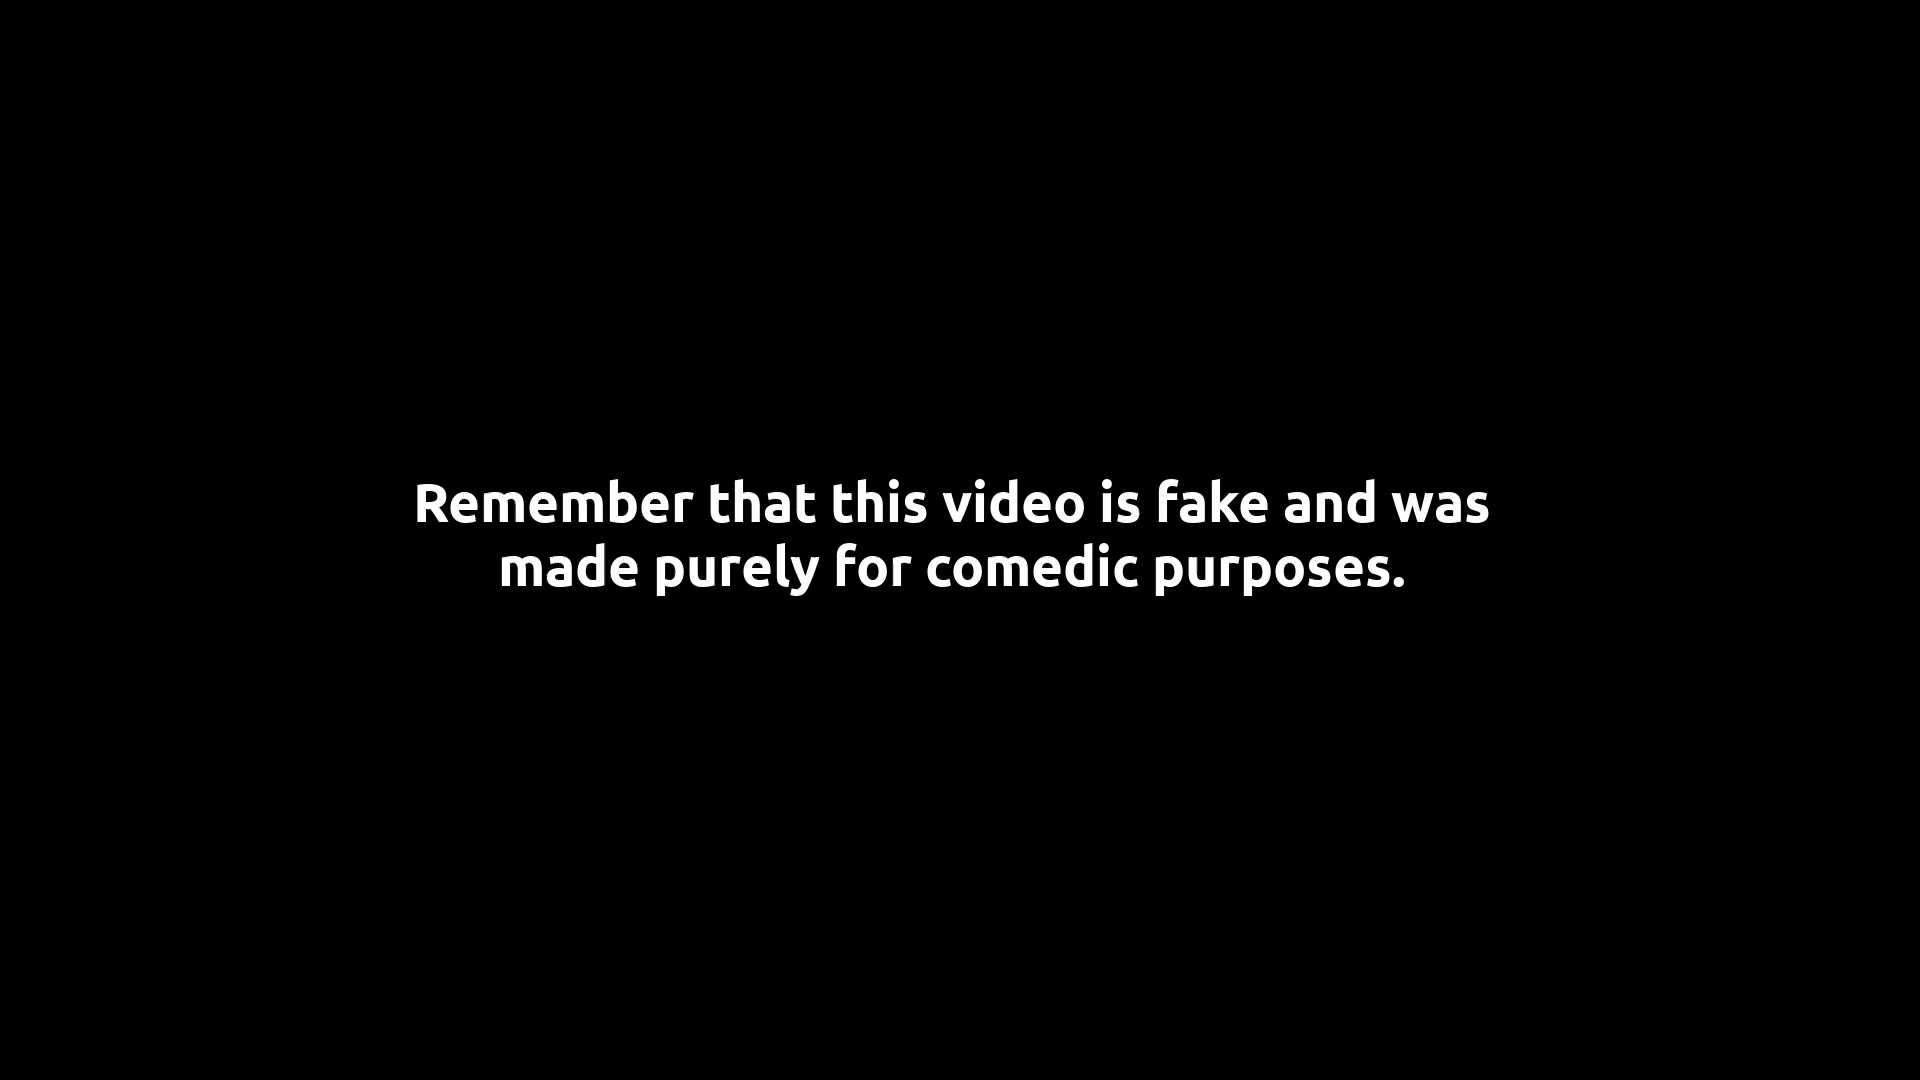 Remember that this video is fake and was
made purely for comedic purposes.